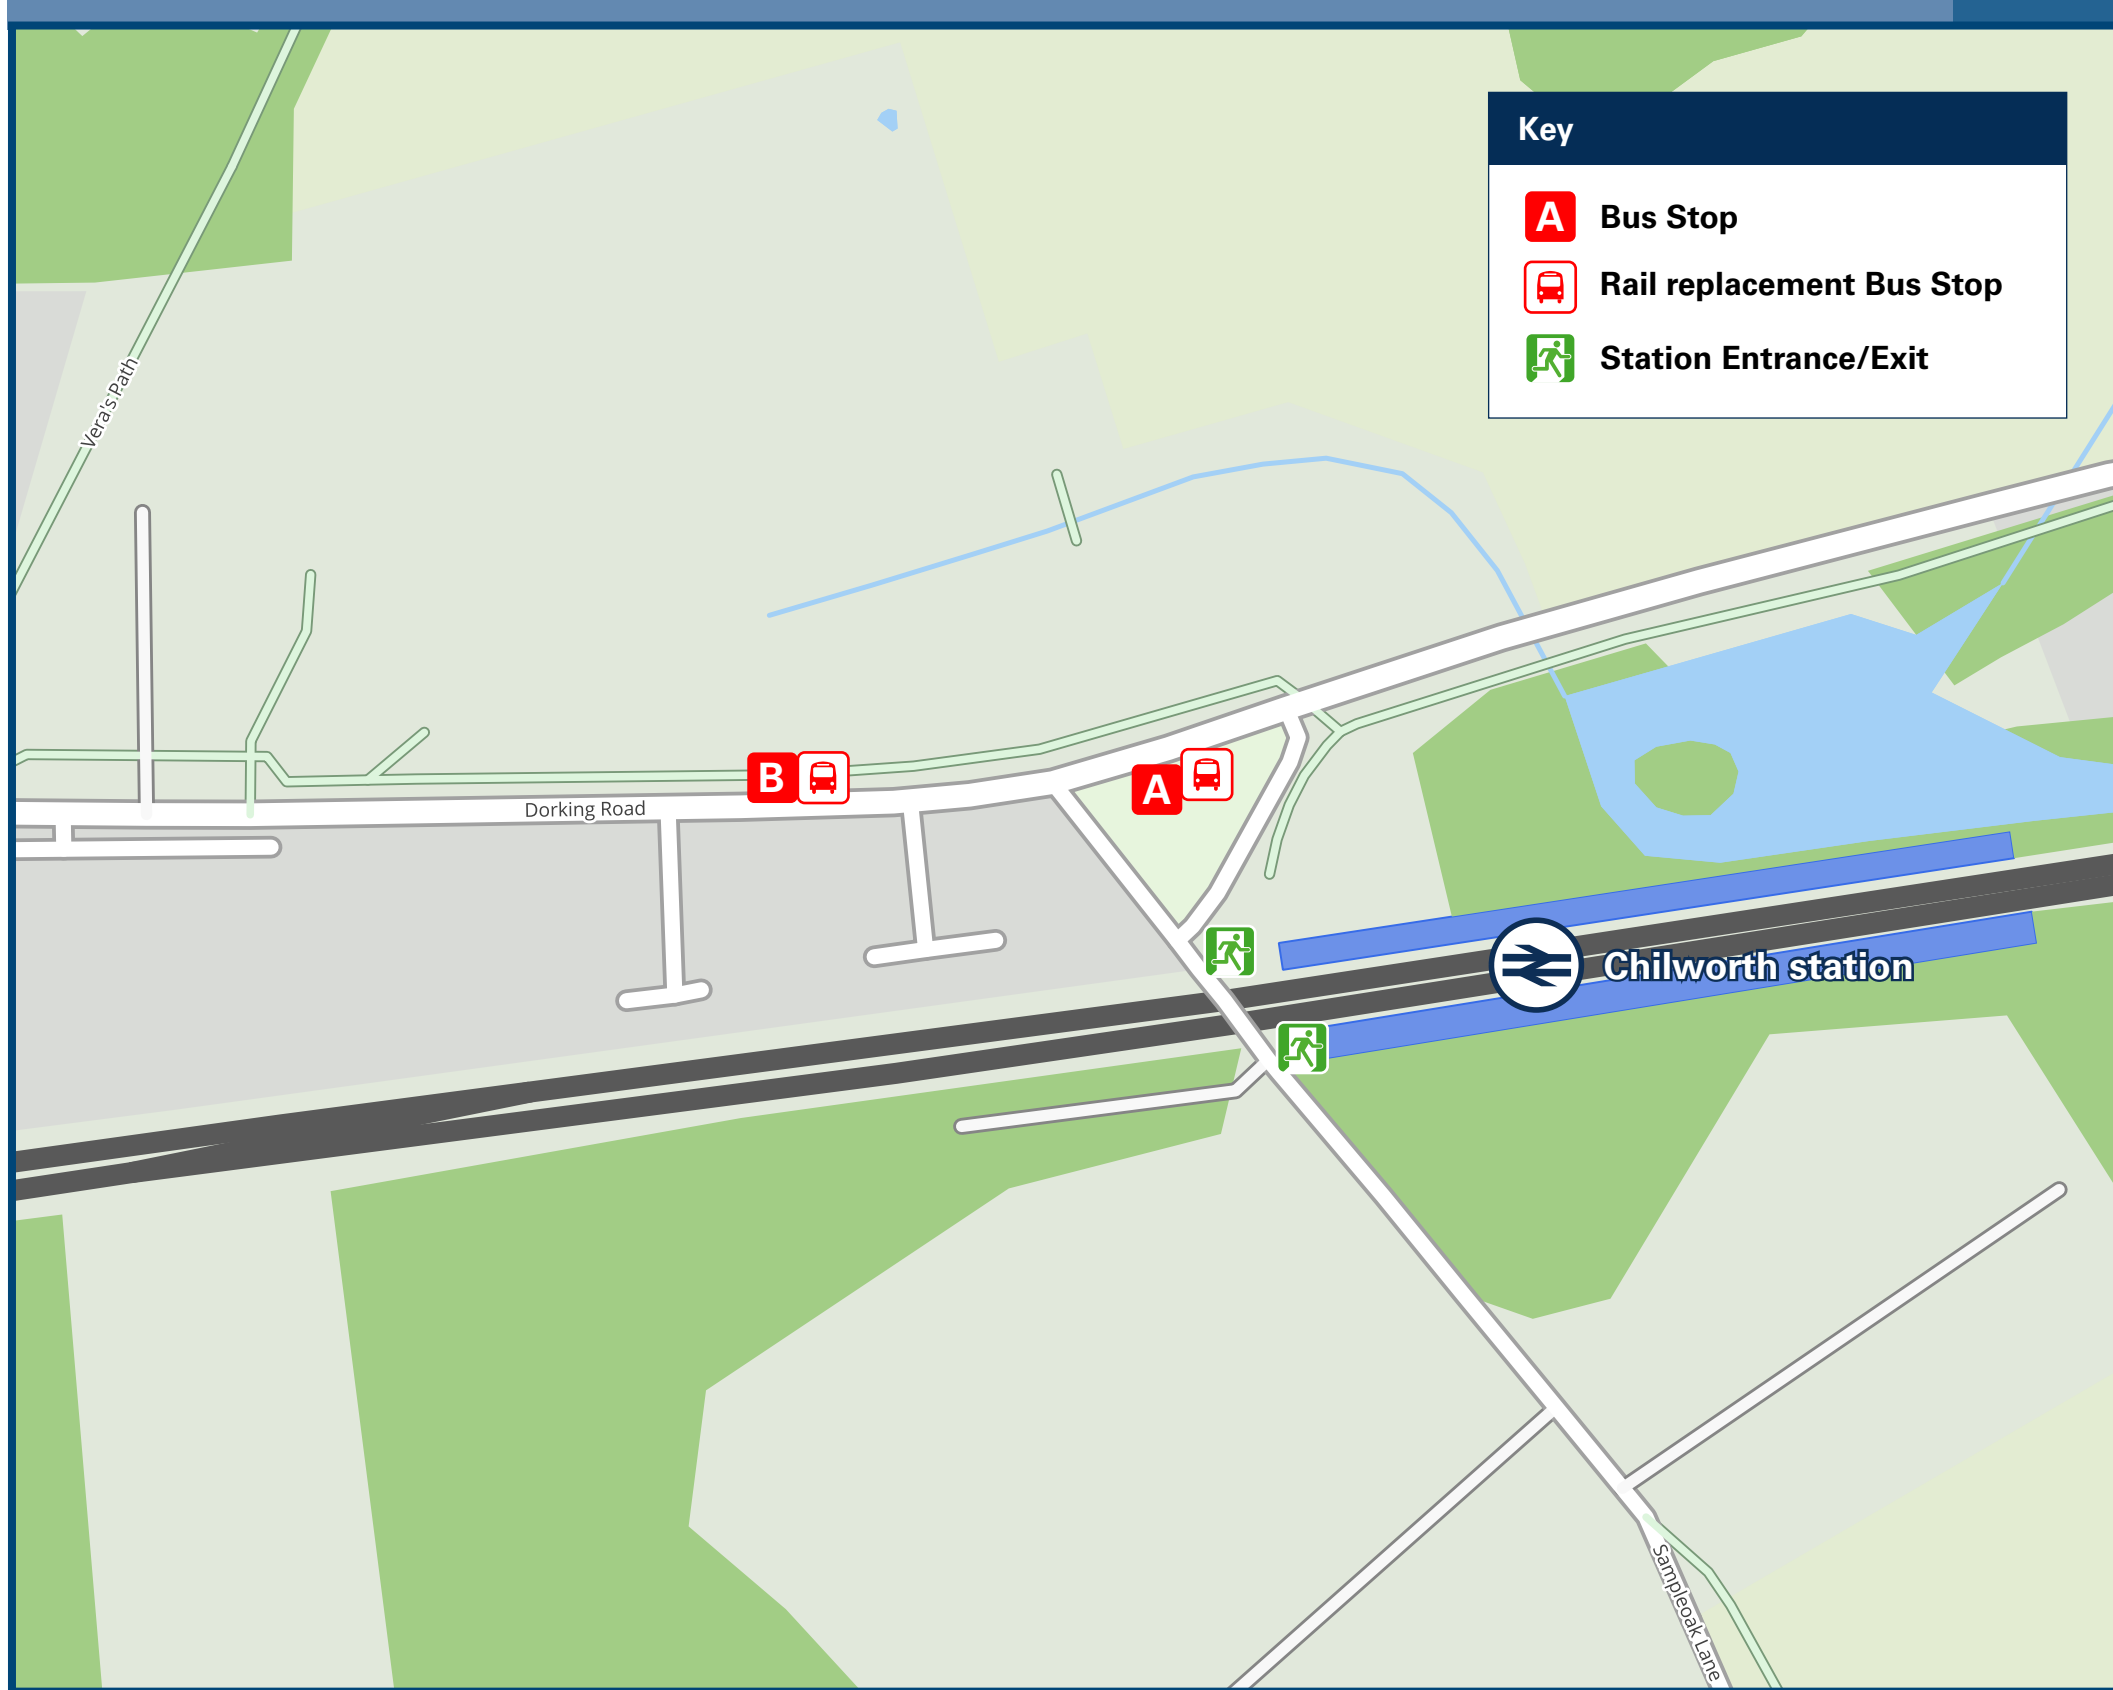 Key
A Bus Stop
Rail replacement Bus Stop
Station Entrance/Exit
Vera's Path
B
A
Dorking Road
Chilworth station
Sampleoak Lane